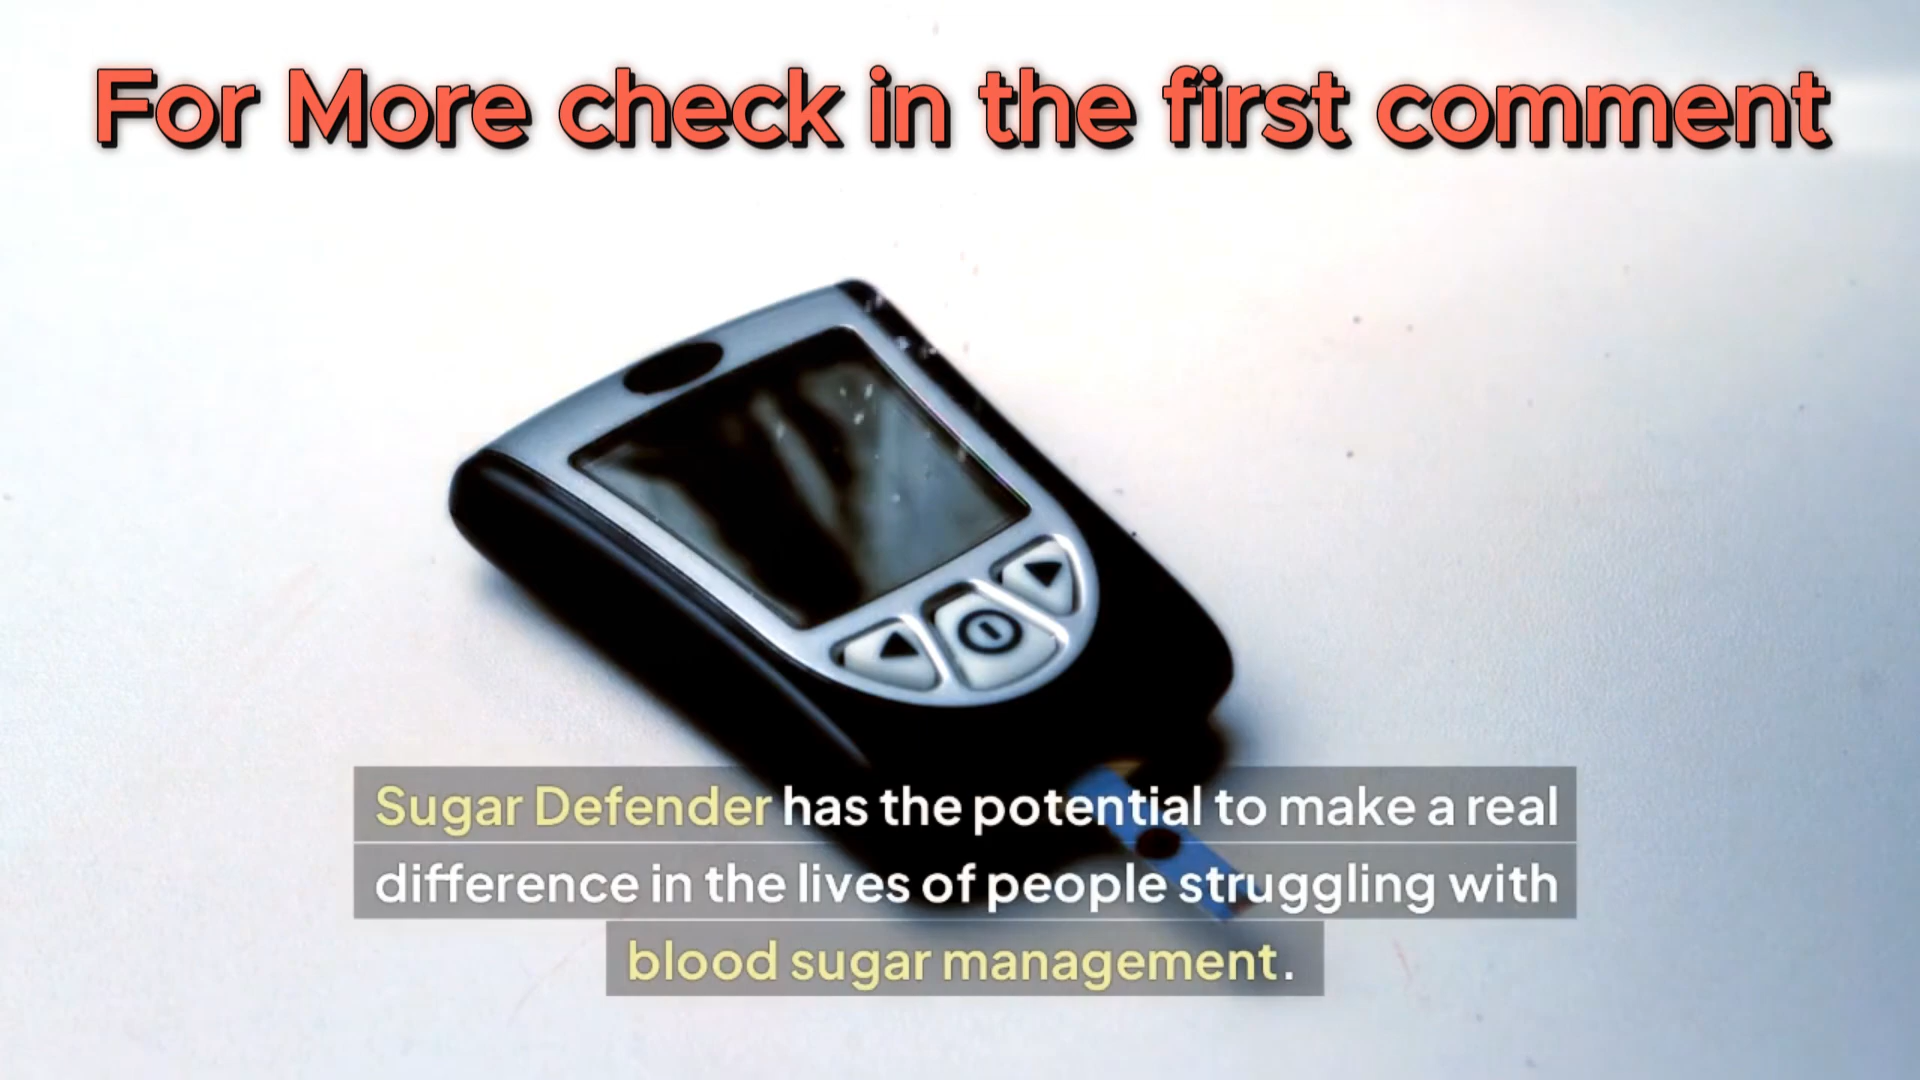 For More check in the first comment
Sugar Defender has the potential to make a real
difference in the lives of people struggling with
blood sugar management.